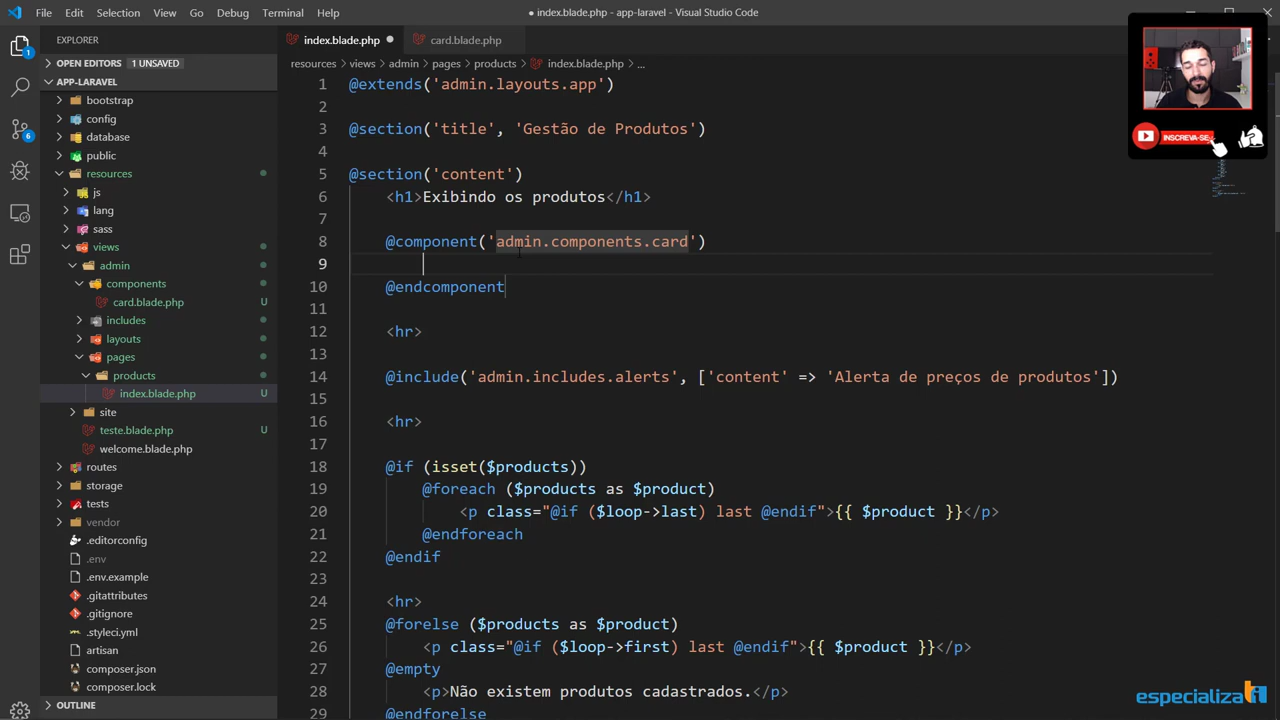 File Edit Selection View Go Debug Terminal Help
● index.blade.php - app-laravel - Visual Studio Code
EXPLORER
OPEN EDITORS 1 UNSAVED
APP-LARAVEL
bootstrap
config
database
public
resources
js
lang
sass
views
admin
components
card.blade.php U
includes
layouts
pages
products
index.blade.php U
site
teste.blade.php U
welcome.blade.php
routes
storage
tests
vendor
.editorconfig
.env
.env.example
.gitattributes
.gitignore
.styleci.yml
artisan
composer.json
composer.lock
OUTLINE
1
6
index.blade.php ●
card.blade.php
resources views admin pages products index.blade.php ...
1 @extends('admin.layouts.app')
2
3 @section('title', 'Gestão de Produtos')
4
5 @section('content')
6 <h1>Exibindo os produtos</h1>
7
8 @component('admin.components.card')
9
10 @endcomponent
11
12 <hr>
13
14 @include('admin.includes.alerts', ['content' => 'Alerta de preços de produtos'])
15
16 <hr>
17
18 @if (isset($products))
19 @foreach ($products as $product)
20 <p class="@if ($loop->last) last @endif">{{ $product }}</p>
21 @endforeach
22 @endif
23
24 <hr>
25 @forelse ($products as $product)
26 <p class="@if ($loop->first) last @endif">{{ $product }}</p>
27 @empty
28 <p>Não existem produtos cadastrados.</p>
29 @endforelse
INSCREVA-SE
especializati